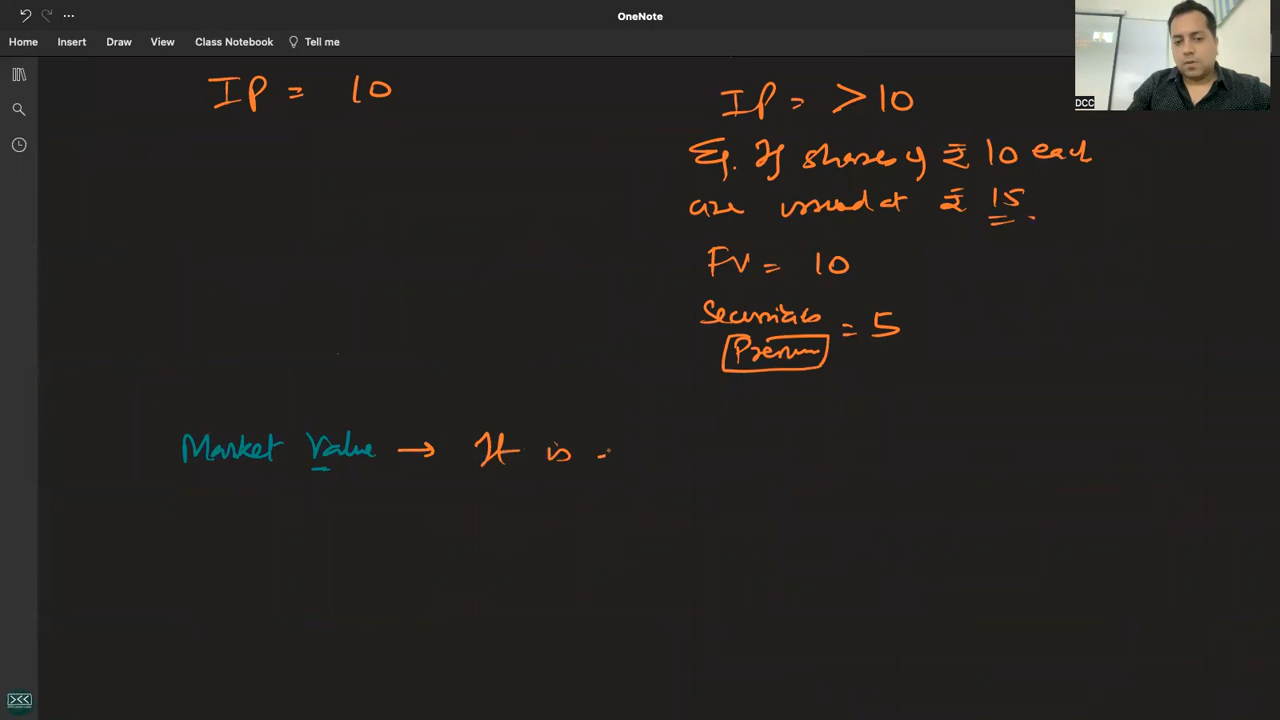 OneNote
Home Insert Draw View Class Notebook Tell me
DCC
IP = 10
IP = >10
Eg. If shares of ₹ 10 each
are issued at ₹ 15.
FV = 10
Securities
Premium = 5
Market Value → It is
DCC